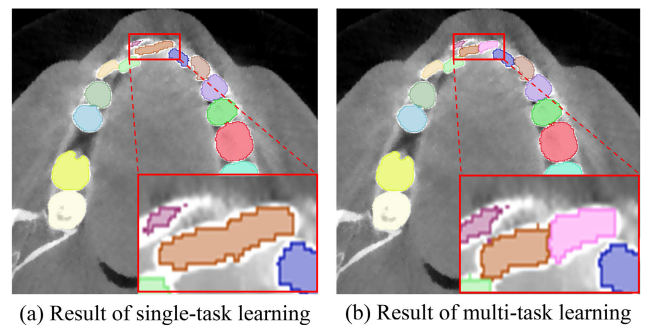 (a) Result of single-task learning
(b) Result of multi-task learning